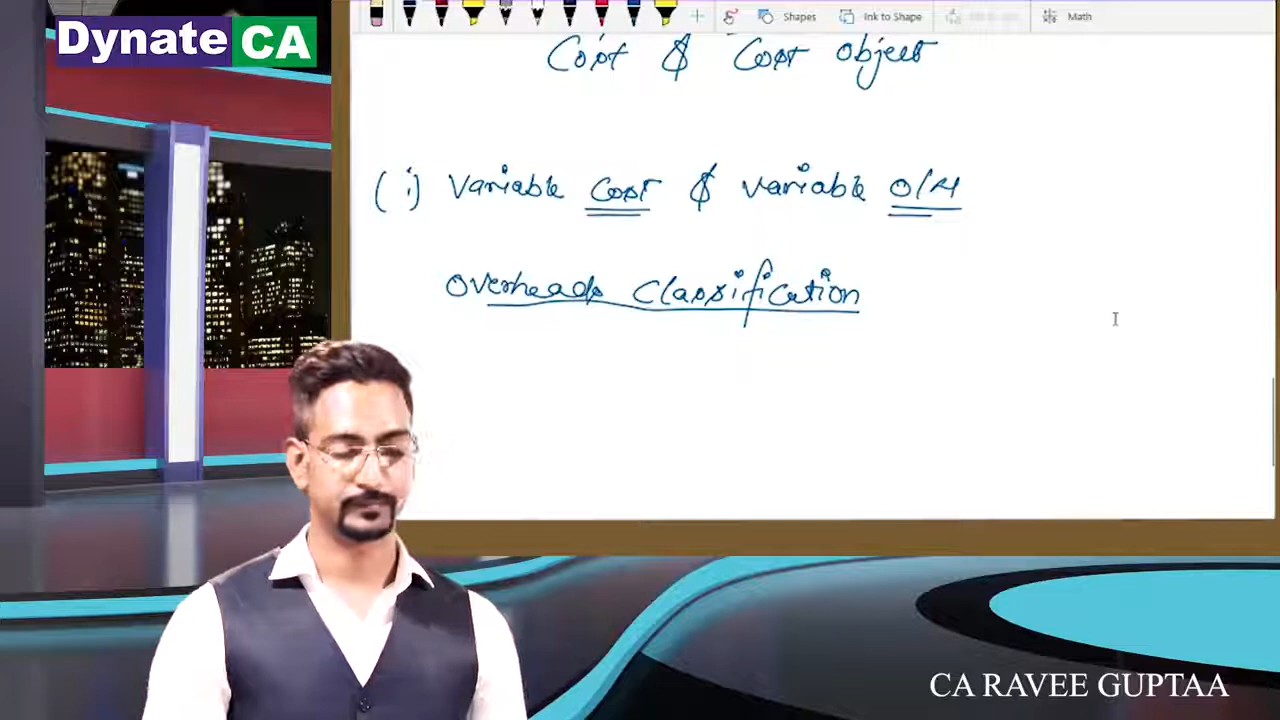 Dynate CA
Shapes
Ink to Shape
Math
Cost & Cost object
(i) Variable Cost & Variable O/H
Overheads Classification
CA RAVEE GUPTAA